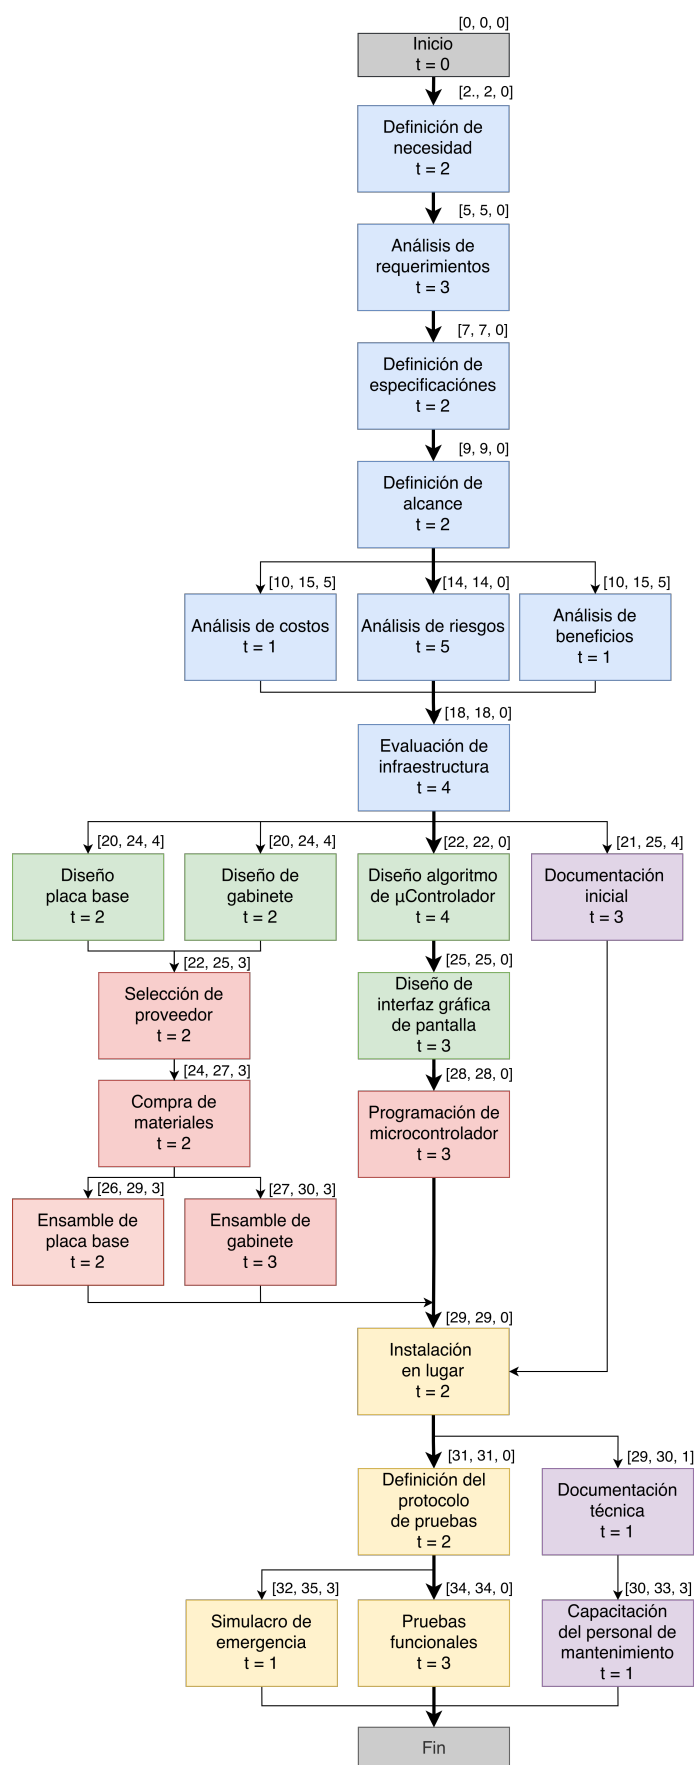 [0, 0, 0]
Inicio
t = 0
[2., 2, 0]
Definición de
necesidad
t = 2
[5, 5, 0]
Análisis de
requerimientos
t = 3
[7, 7, 0]
Definición de
especificaciónes
t = 2
[9, 9, 0]
Definición de
alcance
t = 2
[10, 15, 5]
Análisis de costos
t = 1
[14, 14, 0]
Análisis de riesgos
t = 5
[10, 15, 5]
Análisis de
beneficios
t = 1
[18, 18, 0]
Evaluación de
infraestructura
t = 4
[20, 24, 4]
Diseño
placa base
t = 2
[20, 24, 4]
Diseño de
gabinete
t = 2
[22, 22, 0]
Diseño algoritmo
de μControlador
t = 4
[21, 25, 4]
Documentación
inicial
t = 3
[22, 25, 3]
Selección de
proveedor
t = 2
[25, 25, 0]
Diseño de
interfaz gráfica
de pantalla
t = 3
[24, 27, 3]
Compra de
materiales
t = 2
[28, 28, 0]
Programación de
microcontrolador
t = 3
[26, 29, 3]
Ensamble de
placa base
t = 2
[27, 30, 3]
Ensamble de
gabinete
t = 3
[29, 29, 0]
Instalación
en lugar
t = 2
[31, 31, 0]
Definición del
protocolo
de pruebas
t = 2
[29, 30, 1]
Documentación
técnica
t = 1
[32, 35, 3]
Simulacro de
emergencia
t = 1
[34, 34, 0]
Pruebas
funcionales
t = 3
[30, 33, 3]
Capacitación
del personal de
mantenimiento
t = 1
Fin